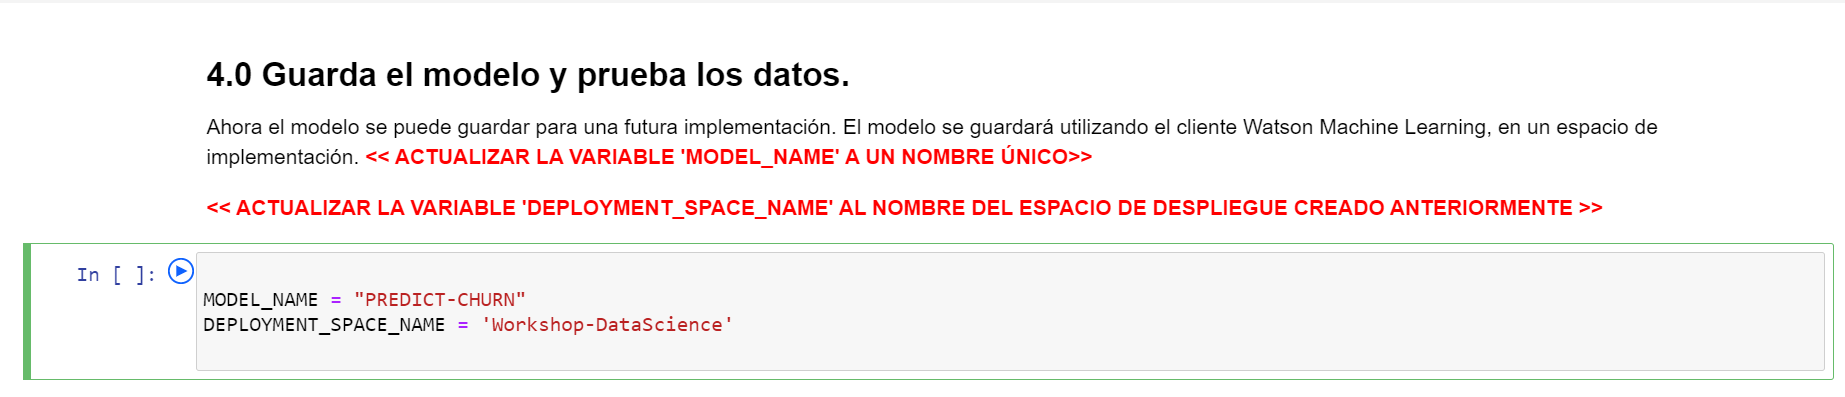 4.0 Guarda el modelo y prueba los datos.
Ahora el modelo se puede guardar para una futura implementación. El modelo se guardará utilizando el cliente Watson Machine Learning, en un espacio de
implementación. << ACTUALIZAR LA VARIABLE 'MODEL_NAME' A UN NOMBRE ÚNICO>>
<< ACTUALIZAR LA VARIABLE 'DEPLOYMENT_SPACE_NAME' AL NOMBRE DEL ESPACIO DE DESPLIEGUE CREADO ANTERIORMENTE >>
In [ ]:
MODEL_NAME = "PREDICT-CHURN"
DEPLOYMENT_SPACE_NAME = 'Workshop-DataScience'